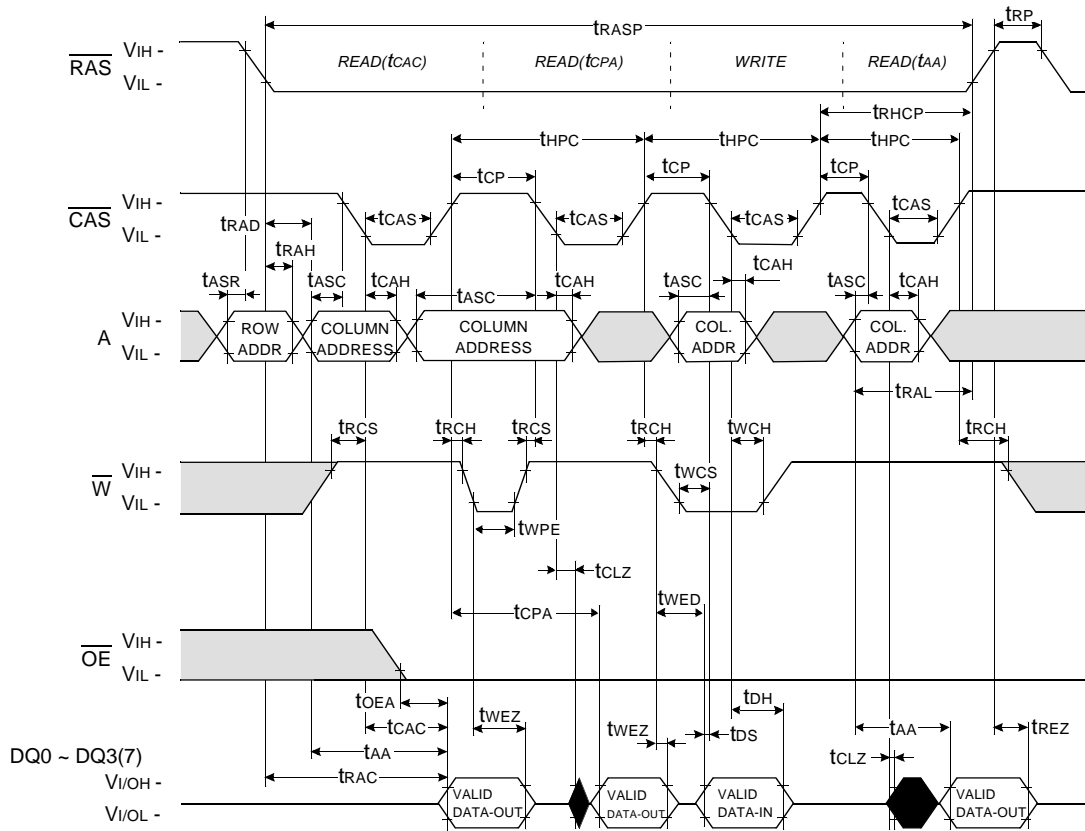 tRASP tRP
RAS VIH - VIL - READ(tCAC) READ(tCPA) WRITE READ(tAA)
tRHCP
tHPC tHPC tHPC
tCP tCP tCP
CAS VIH - VIL - tCAS tCAS tCAS tCAS
tRAD
tRAH
tASR tASC tCAH tASC tCAH tASC tCAH tASC tCAH
A VIH - VIL -
ROW ADDR
COLUMN ADDRESS
COLUMN ADDRESS
COL. ADDR
COL. ADDR
tRAL
tRCS tRCH tRCS tRCH tWCH tRCH
W VIH - VIL -
tWCS
tWPE
tCLZ
tCPA tWED
OE VIH - VIL -
tOEA
tCAC tWEZ tWEZ tDS tDH tAA tREZ
tAA
tCLZ
DQ0 ~ DQ3(7)
tRAC
VI/OH - VI/OL -
VALID DATA-OUT
VALID DATA-OUT
VALID DATA-IN
VALID DATA-OUT